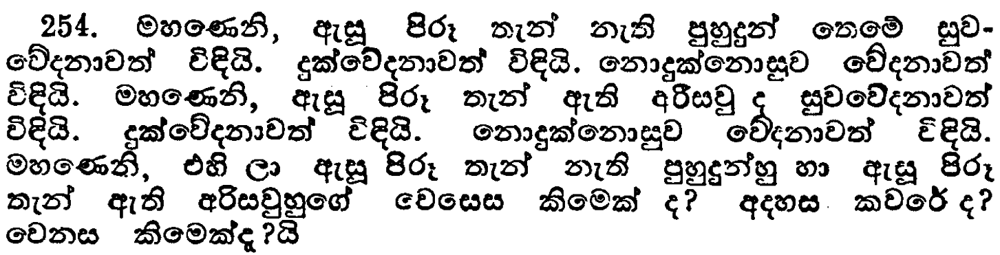 254. මහණෙනි, ඇසූ පිරූ තැන් නැති පුහුදුන් තෙමේ සුව-
වේදනාවත් විඳියි. දුක්වේදනාවත් විඳියි. නොදුක්නොසුව වේදනාවත්
විඳියි. මහණෙනි, ඇසූ පිරූ තැන් ඇති අරිසවු ද සුවවේදනාවත්
විඳියි. දුක්වේදනාවත් විඳියි. නොදුක්නොසුව වේදනාවත් විඳියි.
මහණෙනි, එහි ලා ඇසූ පිරූ තැන් නැති පුහුදුන්හු හා ඇසූ පිරූ
තැන් ඇති අරිසවුහුගේ වෙසෙස කිමෙක් ද? අදහස කවරේ ද?
වෙනස කිමෙක්දැ?යි